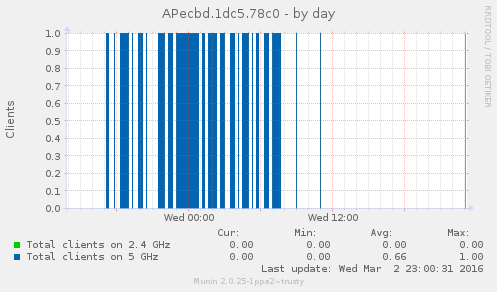 APecbd.1dc5.78c0 - by day
RRDTOOL / TOBI OETIKER
Clients
1.0
0.9
0.8
0.7
0.6
0.5
0.4
0.3
0.2
0.1
0.0
Wed 00:00 Wed 12:00
Cur: Min: Avg: Max:
Total clients on 2.4 GHz 0.00 0.00 0.00 0.00
Total clients on 5 GHz 0.00 0.00 0.66 1.00
Last update: Wed Mar 2 23:00:31 2016
Munin 2.0.25-1ppa2~trusty